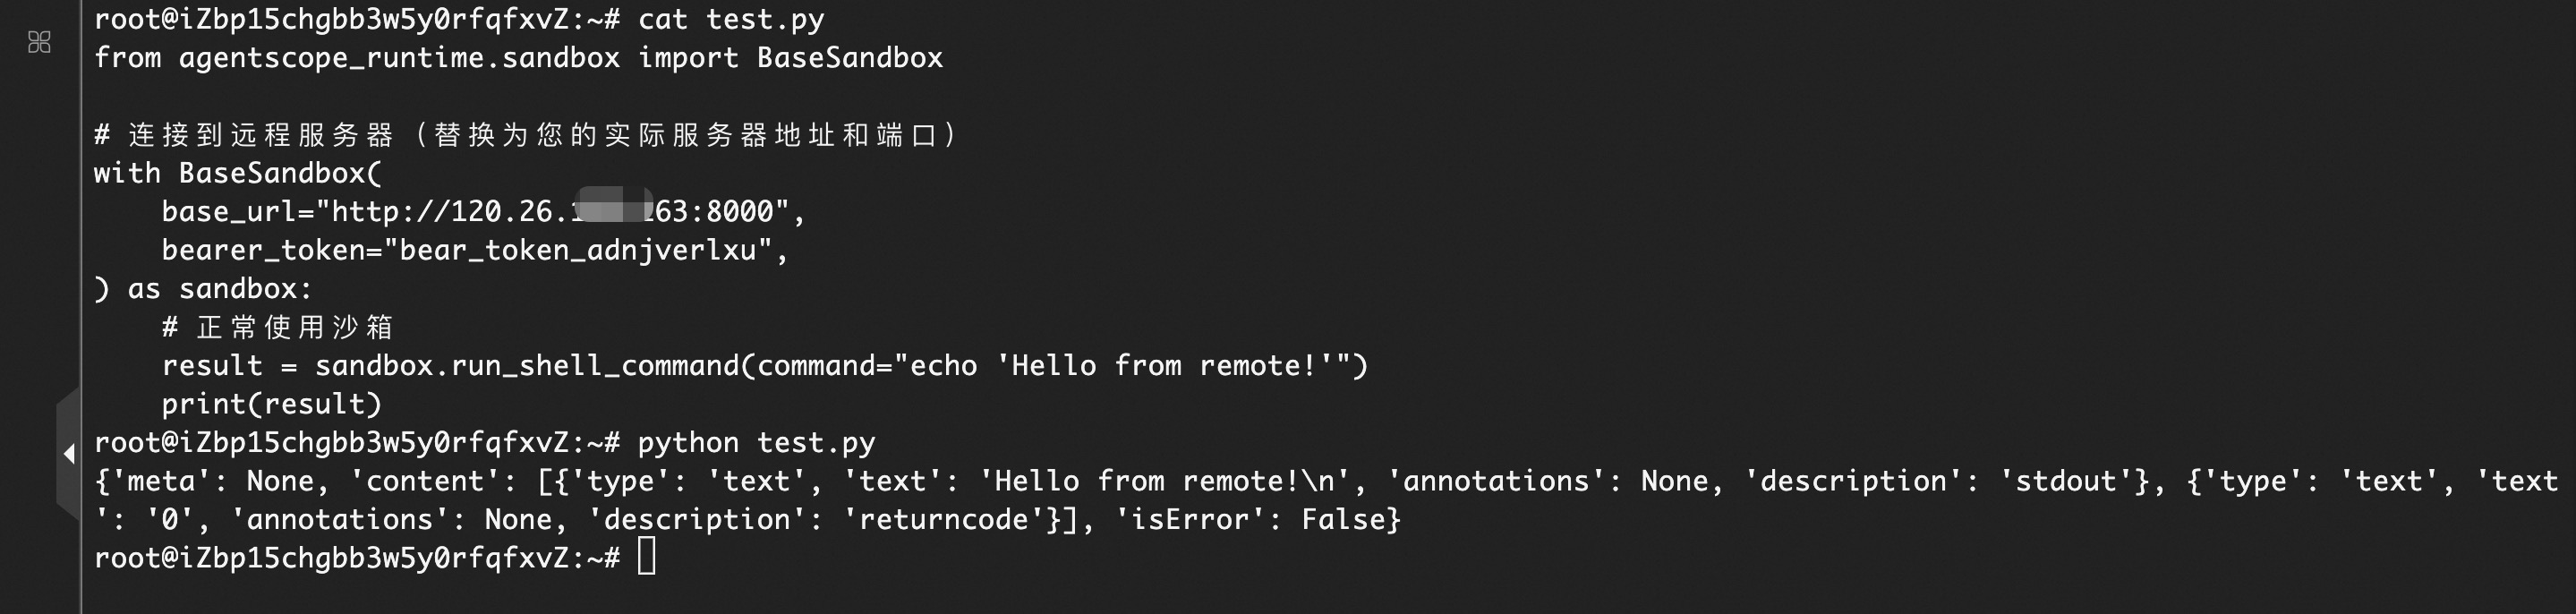 root@iZbp15chgbb3w5y0rfqfxvZ:~# cat test.py
from agentscope_runtime.sandbox import BaseSandbox
# 连接到远程服务器（替换为您的实际服务器地址和端口）
with BaseSandbox(
    base_url="http://120.26.1 63:8000",
    bearer_token="bear_token_adnjverlxu",
) as sandbox:
    # 正常使用沙箱
    result = sandbox.run_shell_command(command="echo 'Hello from remote!'")
    print(result)
root@iZbp15chgbb3w5y0rfqfxvZ:~# python test.py
{'meta': None, 'content': [{'type': 'text', 'text': 'Hello from remote!\n', 'annotations': None, 'description': 'stdout'}, {'type': 'text', 'text
': '0', 'annotations': None, 'description': 'returncode'}], 'isError': False}
root@iZbp15chgbb3w5y0rfqfxvZ:~#